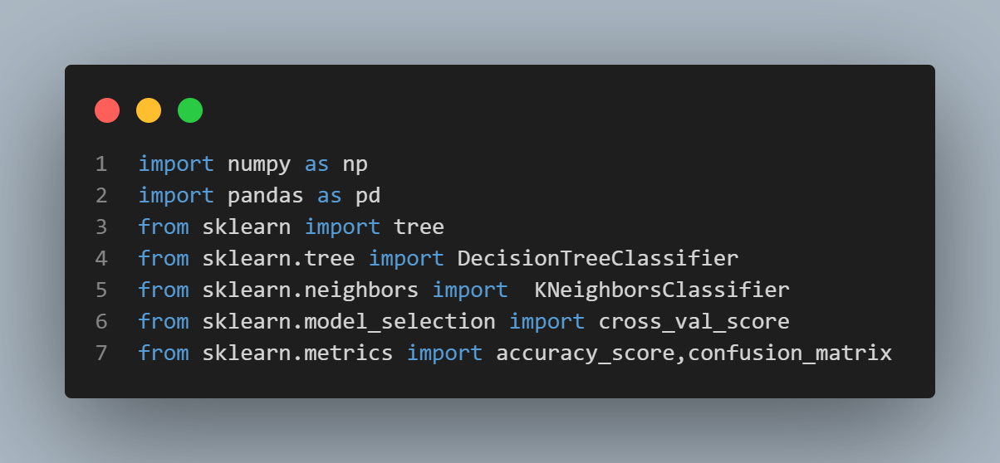 1 import numpy as np
2 import pandas as pd
3 from sklearn import tree
4 from sklearn.tree import DecisionTreeClassifier
5 from sklearn.neighbors import  KNeighborsClassifier
6 from sklearn.model_selection import cross_val_score
7 from sklearn.metrics import accuracy_score,confusion_matrix